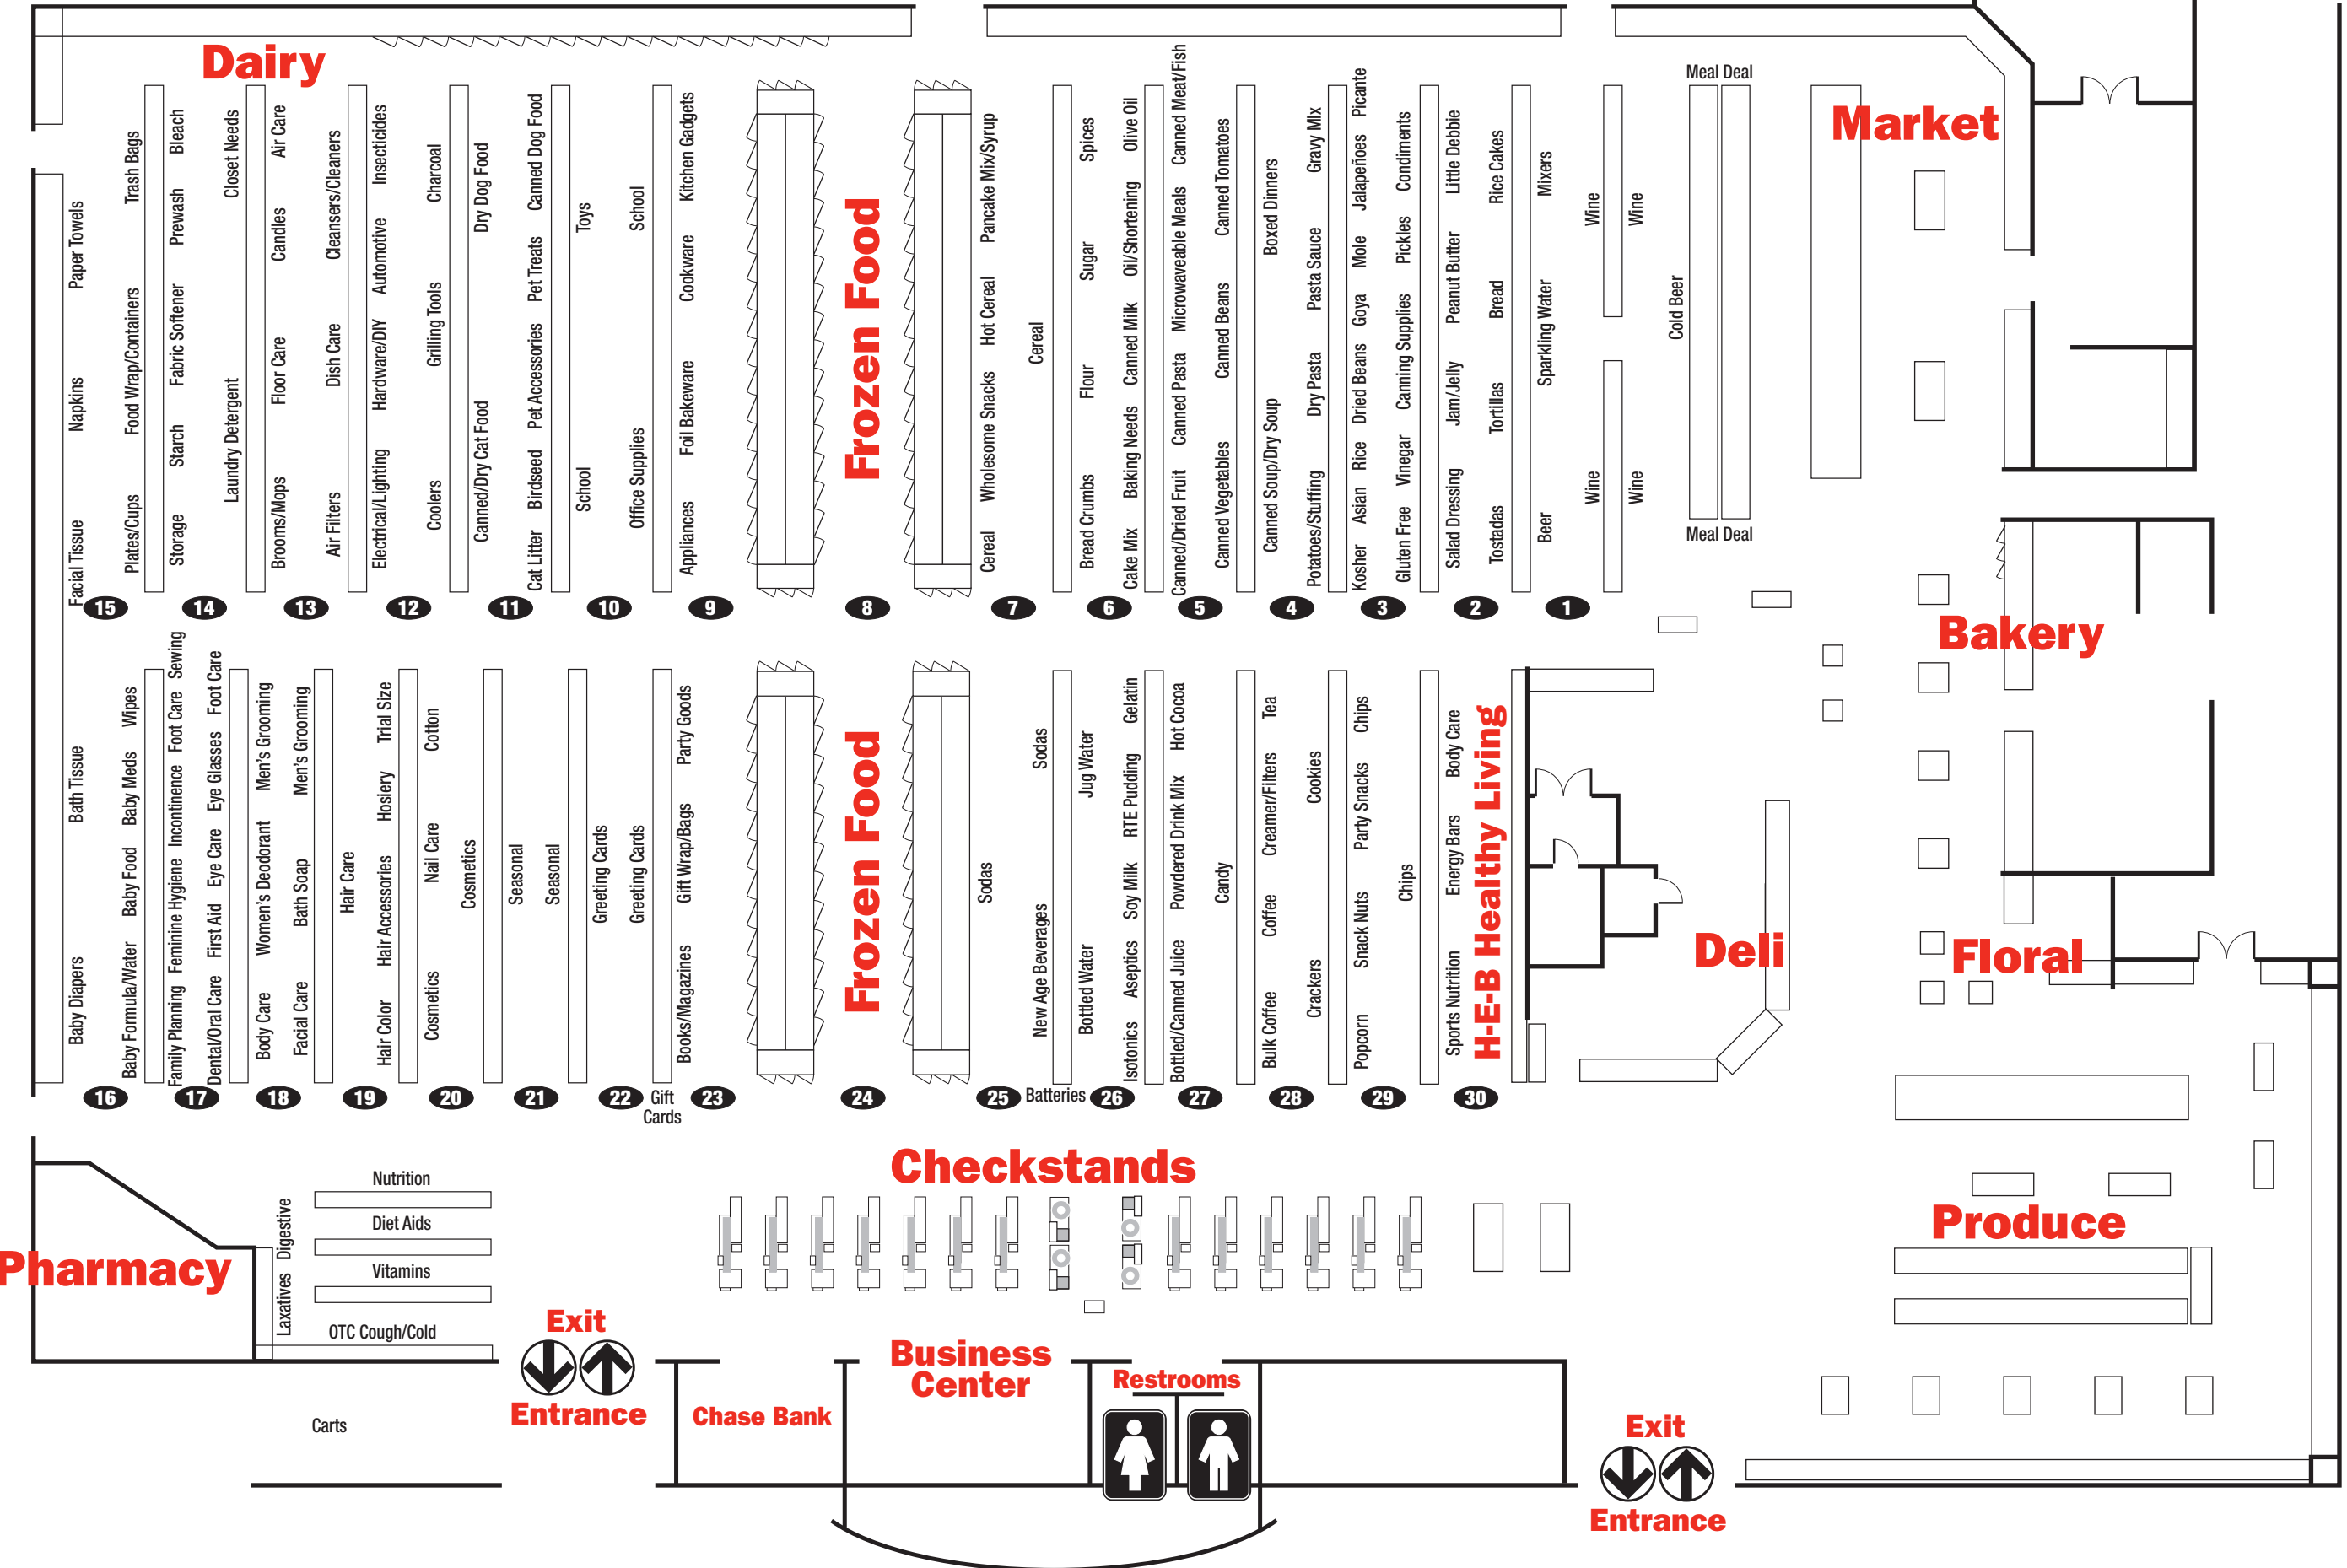 Dairy
Market
Frozen Food
Meal Deal
Meal Deal
Cold Beer
Facial Tissue Napkins Paper Towels
Plates/Cups Food Wrap/Containers Trash Bags
Storage Starch Fabric Softener Prewash Bleach
Laundry Detergent Closet Needs
Brooms/Mops Floor Care Candles Air Care
Air Filters Dish Care Cleansers/Cleaners
Electrical/Lighting Hardware/DIY Automotive Insecticides
Coolers Grilling Tools Charcoal
Canned/Dry Cat Food Dry Dog Food
Cat Litter Birdseed Pet Accessories Pet Treats Canned Dog Food
School Toys
Office Supplies School
Appliances Foil Bakeware Cookware Kitchen Gadgets
Cereal Wholesome Snacks Hot Cereal Pancake Mix/Syrup
Cereal
Bread Crumbs Flour Sugar Spices
Cake Mix Baking Needs Canned Milk Oil/Shortening Olive Oil
Canned/Dried Fruit Canned Pasta Microwaveable Meals Canned Meat/Fish
Canned Vegetables Canned Beans Canned Tomatoes
Canned Soup/Dry Soup Boxed Dinners
Potatoes/Stuffing Dry Pasta Pasta Sauce Gravy MIx
Kosher Asian Rice Dried Beans Goya Mole Jalapeños Picante
Gluten Free Vinegar Canning Supplies Pickles Condiments
Salad Dressing Jam/Jelly Peanut Butter Little Debbie
Tostadas Tortillas Bread Rice Cakes
Beer Sparkling Water Mixers
Wine Wine
Wine Wine
15 14 13 12 11 10 9 8 7 6 5 4 3 2 1
Bakery
Frozen Food
H-E-B Healthy Living
Deli
Floral
Baby Diapers Bath Tissue
Baby Formula/Water Baby Food Baby Meds Wipes
Family Planning Feminine Hygiene Incontinence Foot Care Sewing
Dental/Oral Care First Aid Eye Care Eye Glasses Foot Care
Body Care Women's Deodorant Men's Grooming
Facial Care Bath Soap Men's Grooming
Hair Care
Hair Color Hair Accessories Hosiery Trial Size
Cosmetics Nail Care Cotton
Cosmetics
Seasonal
Seasonal
Greeting Cards
Greeting Cards
Books/Magazines Gift Wrap/Bags Party Goods
Sodas
New Age Beverages Sodas
Bottled Water Jug Water
Isotonics Aseptics Soy Milk RTE Pudding Gelatin
Bottled/Canned Juice Powdered Drink Mix Hot Cocoa
Candy
Bulk Coffee Coffee Creamer/Filters Tea
Crackers Cookies
Popcorn Snack Nuts Party Snacks Chips
Chips
Sports Nutrition Energy Bars Body Care
16 17 18 19 20 21 22 Gift 23 24 25 Batteries 26 27 28 29 30
Cards
Checkstands
Pharmacy
Laxatives Digestive
Nutrition
Diet Aids
Vitamins
OTC Cough/Cold
Produce
Exit
Entrance
Carts
Chase Bank
Business
Center
Restrooms
Exit
Entrance